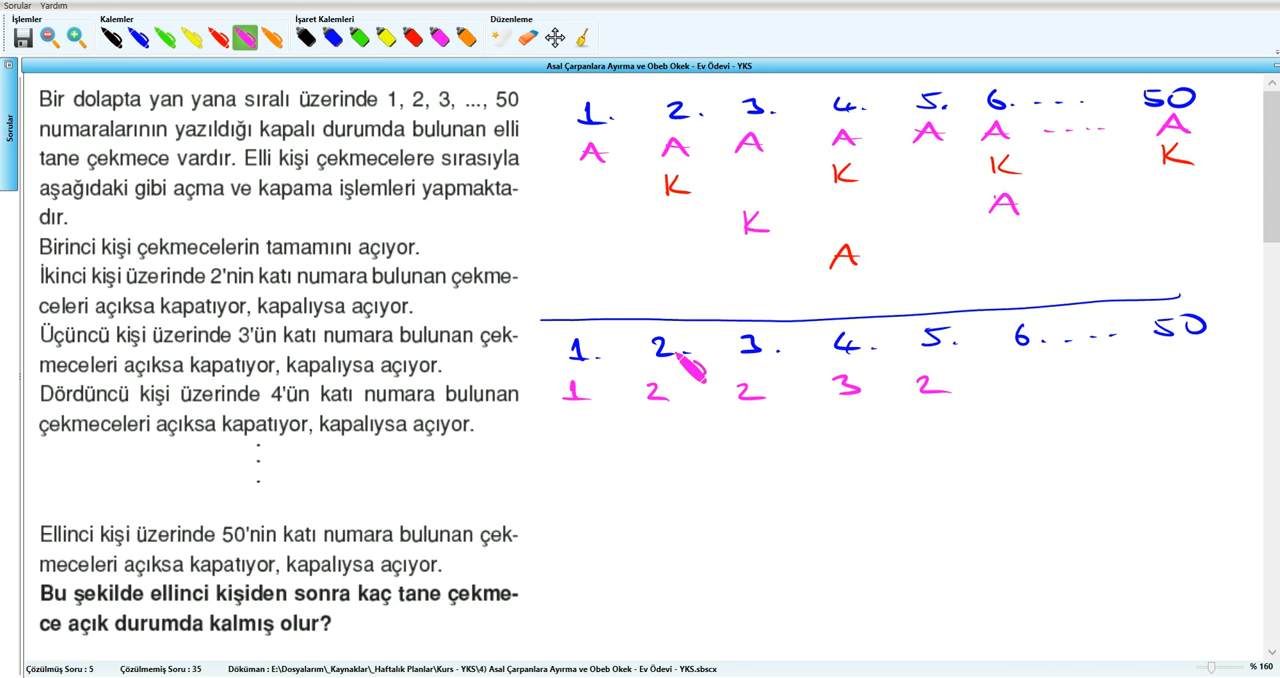 Sorular Yardım
İşlemler Kalemler İşaret Kalemleri Düzenleme
Asal Çarpanlara Ayırma ve Obeb Okek - Ev Ödevi - YKS
Sorular
Bir dolapta yan yana sıralı üzerinde 1, 2, 3, ..., 50
numaralarının yazıldığı kapalı durumda bulunan elli
tane çekmece vardır. Elli kişi çekmecelere sırasıyla
aşağıdaki gibi açma ve kapama işlemleri yapmakta-
dır.
Birinci kişi çekmecelerin tamamını açıyor.
İkinci kişi üzerinde 2'nin katı numara bulunan çekme-
celeri açıksa kapatıyor, kapalıysa açıyor.
Üçüncü kişi üzerinde 3'ün katı numara bulunan çek-
meceleri açıksa kapatıyor, kapalıysa açıyor.
Dördüncü kişi üzerinde 4'ün katı numara bulunan
çekmeceleri açıksa kapatıyor, kapalıysa açıyor.
Ellinci kişi üzerinde 50'nin katı numara bulunan çek-
meceleri açıksa kapatıyor, kapalıysa açıyor.
Bu şekilde ellinci kişiden sonra kaç tane çekme-
ce açık durumda kalmış olur?
1. 2. 3. 4. 5. 6. .... 50
A A A A A A ..... A
K K K K
K A
A
1. 2. 3. 4. 5. 6. .... 50
1 2 2 3 2
Çözülmüş Soru : 5 Çözülmemiş Soru : 35 Döküman : E:\Dosyalarım\_Kaynaklar\_Haftalık Planlar\Kurs - YKS\4) Asal Çarpanlara Ayırma ve Obeb Okek - Ev Ödevi - YKS.sbscx % 160